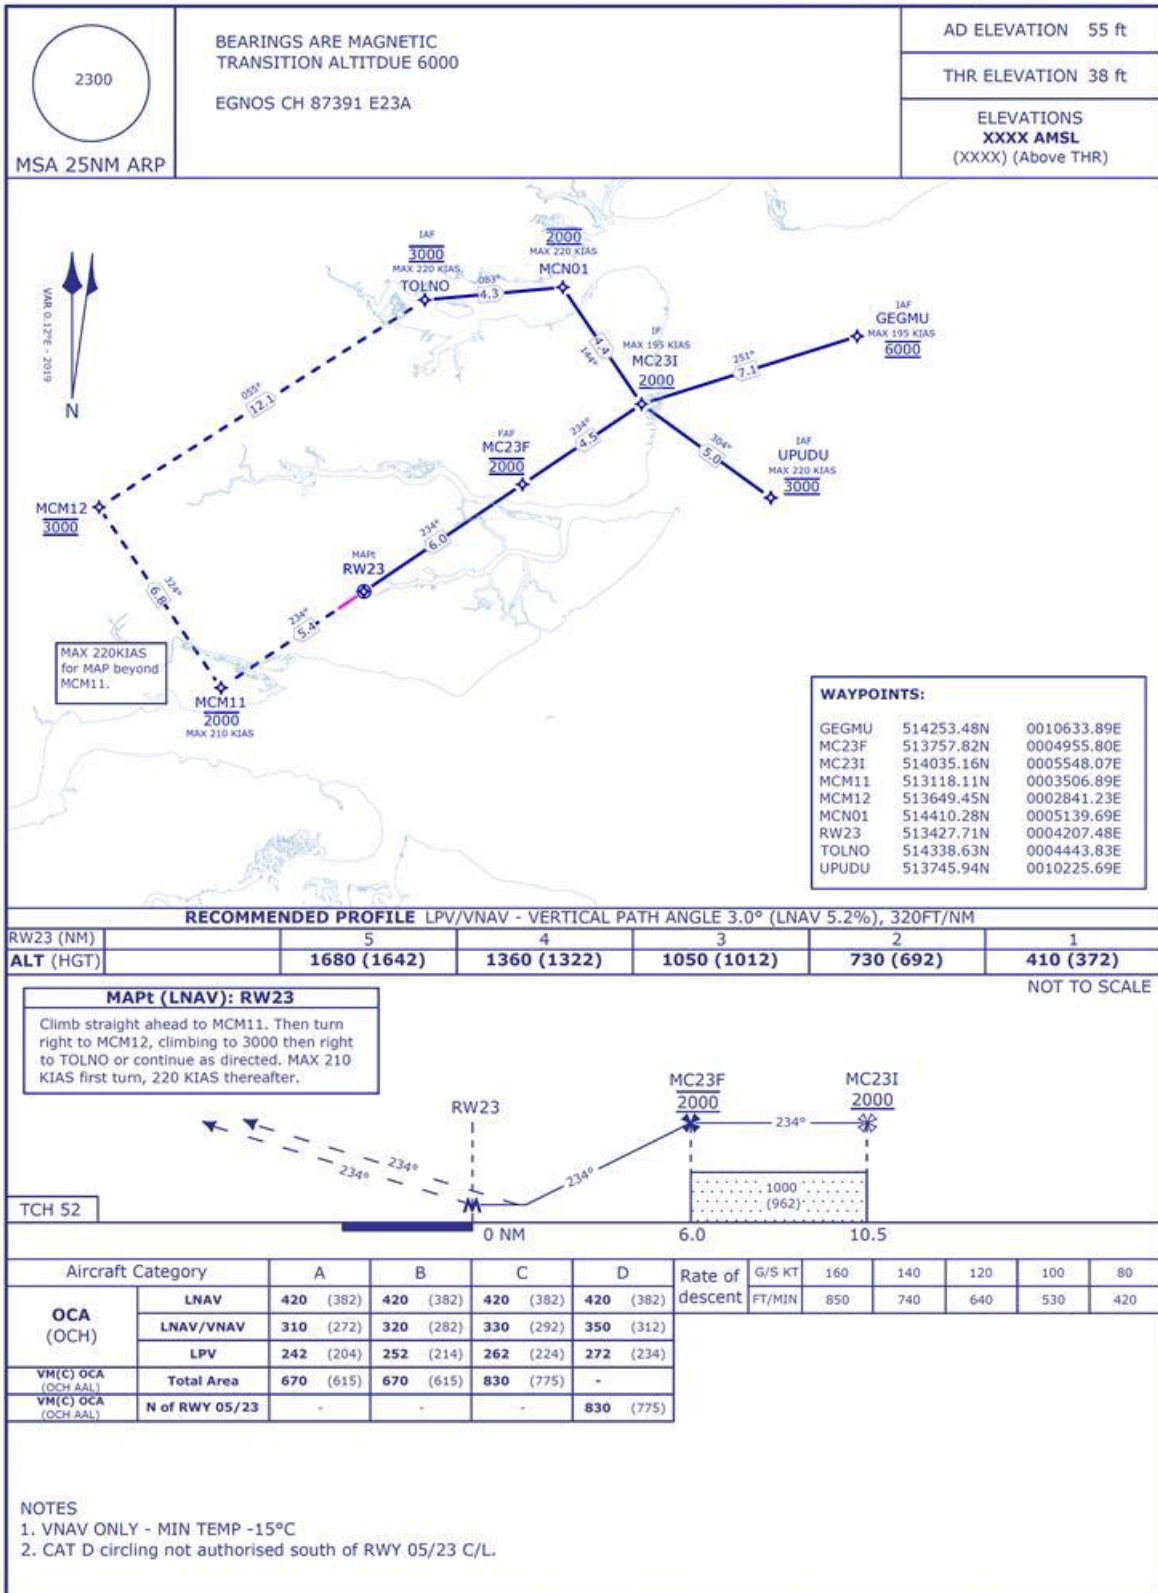 2300
MSA 25NM ARP
BEARINGS ARE MAGNETIC
TRANSITION ALTITDUE 6000
EGNOS CH 87391 E23A
AD ELEVATION 55 ft
THR ELEVATION 38 ft
ELEVATIONS
XXXX AMSL
(XXXX) (Above THR)
VAR 0.12°E - 2019
N
IAF
3000
MAX 220 KIAS
TOLNO
083°
4.3
2000
MAX 220 KIAS
MCN01
4.4
144°
IF
MAX 195 KIAS
MC23I
2000
IAF
GEGMU
MAX 195 KIAS
6000
251°
7.1
055°
12.1
FAF
MC23F
2000
234°
4.5
304°
5.0
IAF
UPUDU
MAX 220 KIAS
3000
MCM12
3000
234°
6.0
MAPt
RW23
324°
6.8
234°
5.4
MAX 220KIAS
for MAP beyond
MCM11.
MCM11
2000
MAX 210 KIAS
WAYPOINTS:
GEGMU 514253.48N 0010633.89E
MC23F 513757.82N 0004955.80E
MC23I 514035.16N 0005548.07E
MCM11 513118.11N 0003506.89E
MCM12 513649.45N 0002841.23E
MCN01 514410.28N 0005139.69E
RW23 513427.71N 0004207.48E
TOLNO 514338.63N 0004443.83E
UPUDU 513745.94N 0010225.69E
RECOMMENDED PROFILE LPV/VNAV - VERTICAL PATH ANGLE 3.0° (LNAV 5.2%), 320FT/NM
RW23 (NM) 5 4 3 2 1
ALT (HGT) 1680 (1642) 1360 (1322) 1050 (1012) 730 (692) 410 (372)
NOT TO SCALE
MAPt (LNAV): RW23
Climb straight ahead to MCM11. Then turn
right to MCM12, climbing to 3000 then right
to TOLNO or continue as directed. MAX 210
KIAS first turn, 220 KIAS thereafter.
RW23
MC23F
2000
MC23I
2000
234°
234°
234°
234°
1000
(962)
TCH 52
0 NM 6.0 10.5
Aircraft Category A B C D
OCA
(OCH)
LNAV 420 (382) 420 (382) 420 (382) 420 (382)
LNAV/VNAV 310 (272) 320 (282) 330 (292) 350 (312)
LPV 242 (204) 252 (214) 262 (224) 272 (234)
VM(C) OCA
(OCH AAL)
Total Area 670 (615) 670 (615) 830 (775) -
VM(C) OCA
(OCH AAL)
N of RWY 05/23 - - - 830 (775)
Rate of
descent
G/S KT 160 140 120 100 80
FT/MIN 850 740 640 530 420
NOTES
1. VNAV ONLY - MIN TEMP -15°C
2. CAT D circling not authorised south of RWY 05/23 C/L.